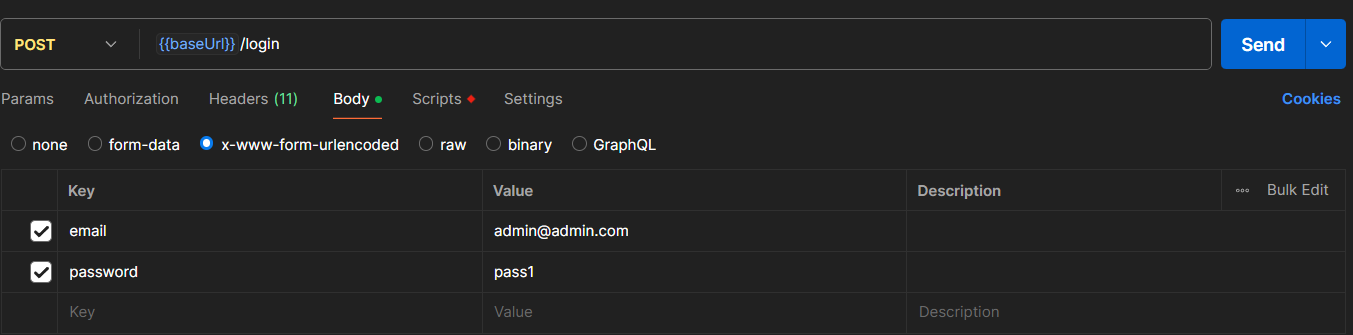 POST {{baseUrl}} /login Send
Params Authorization Headers (11) Body Scripts Settings Cookies
none form-data x-www-form-urlencoded raw binary GraphQL
Key Value Description Bulk Edit
email admin@admin.com
password pass1
Key Value Description